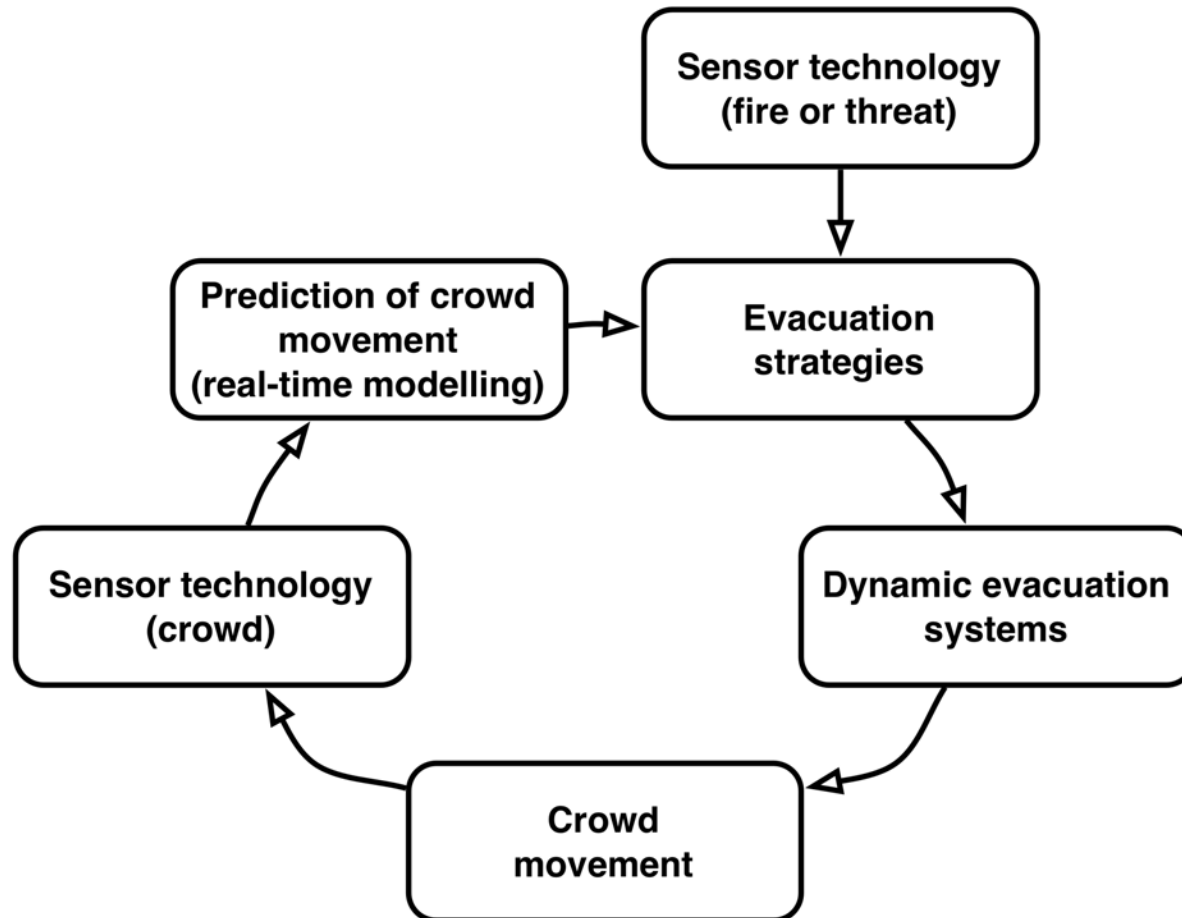 Sensor technology
(fire or threat)
Prediction of crowd
movement
(real-time modelling)
Evacuation
strategies
Sensor technology
(crowd)
Dynamic evacuation
systems
Crowd
movement